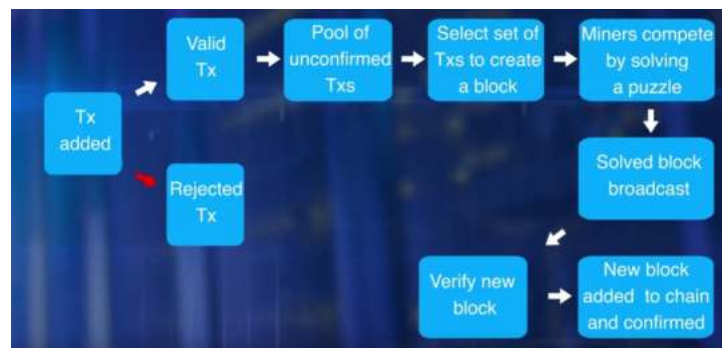 Tx
added
Valid
Tx
Rejected
Tx
Pool of
unconfirmed
Txs
Select set of
Txs to create
a block
Miners compete
by solving
a puzzle
Solved block
broadcast
Verify new
block
New block
added to chain
and confirmed